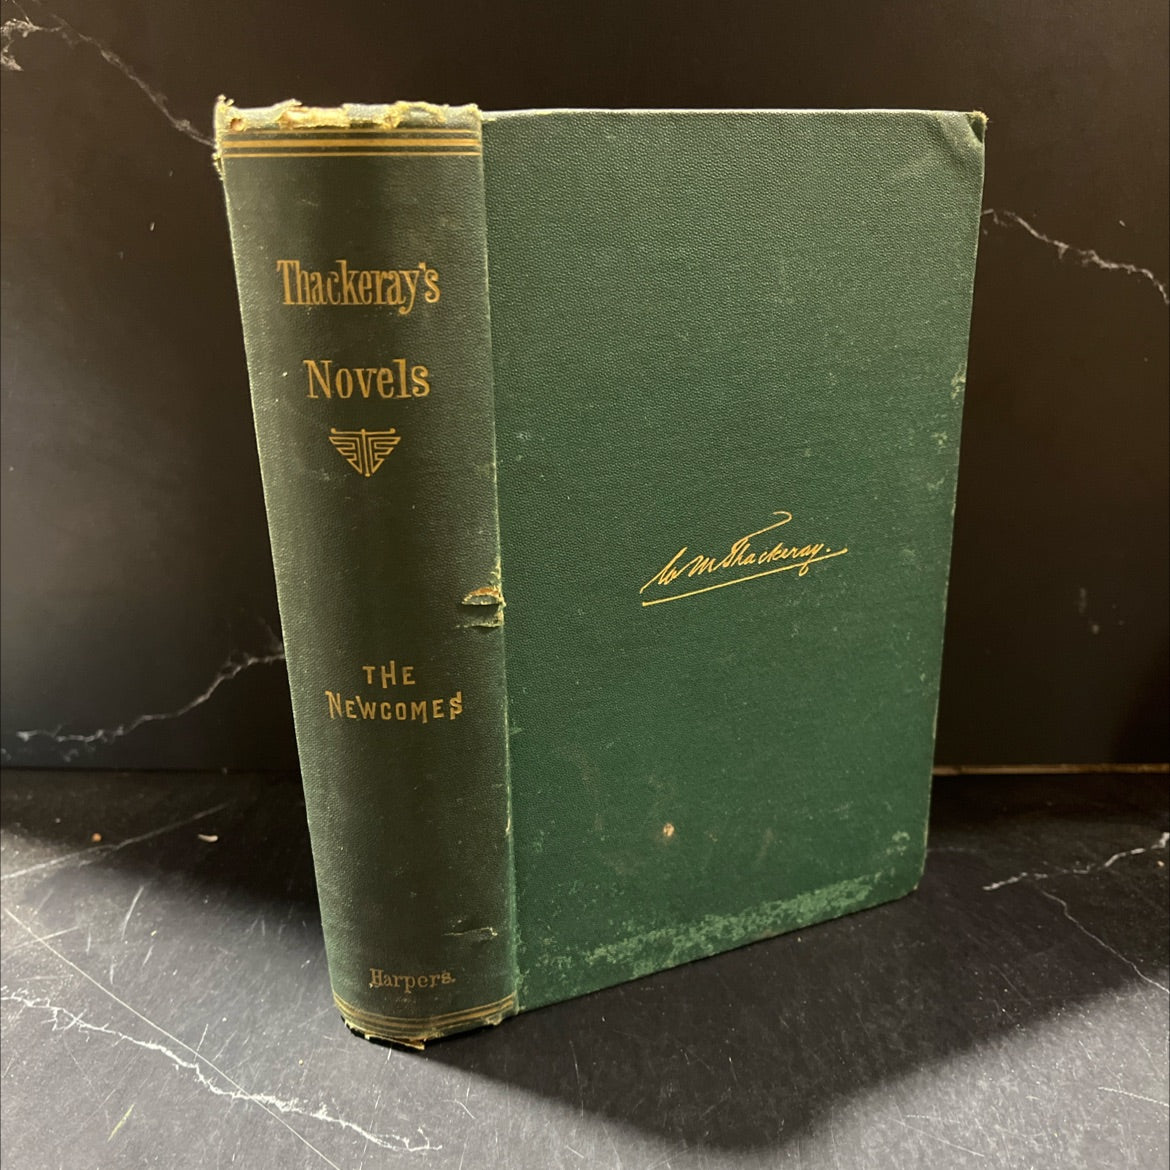 Thackeray's
Novels
THE
NEWCOMES
Harpers.
W M Thackeray.